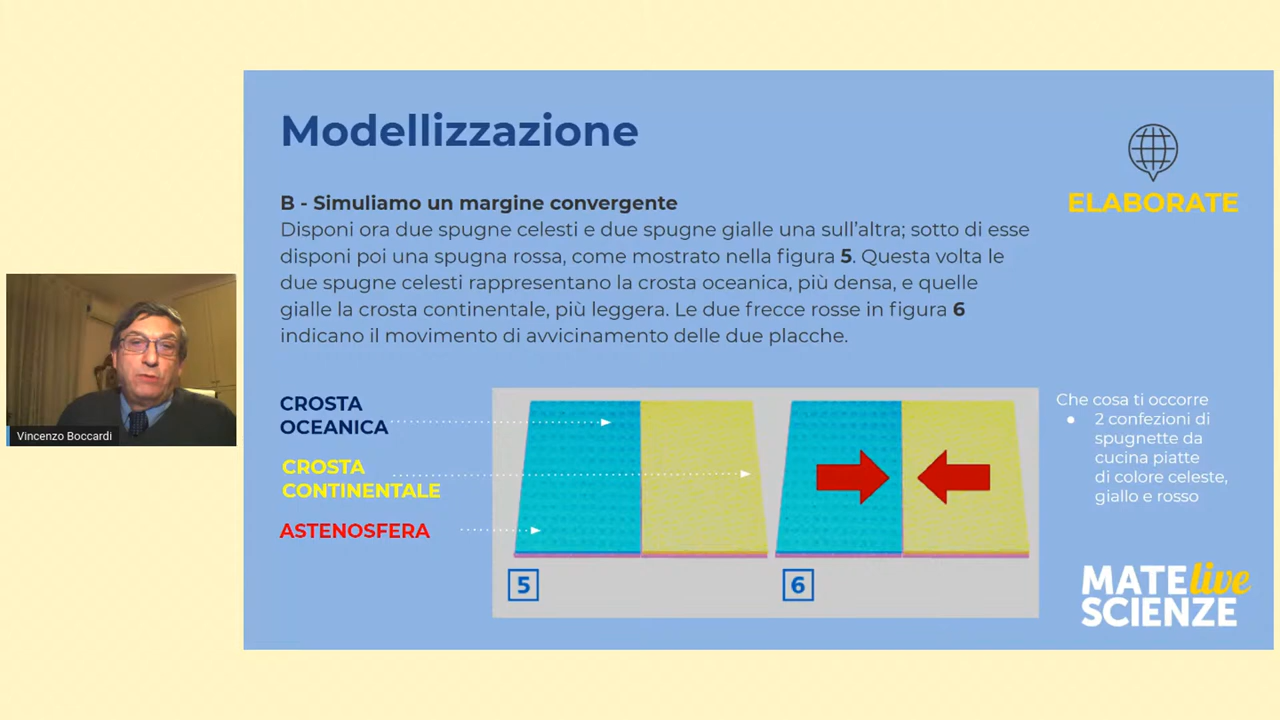 Modellizzazione
ELABORATE
B - Simuliamo un margine convergente
Disponi ora due spugne celesti e due spugne gialle una sull'altra; sotto di esse
disponi poi una spugna rossa, come mostrato nella figura 5. Questa volta le
due spugne celesti rappresentano la crosta oceanica, più densa, e quelle
gialle la crosta continentale, più leggera. Le due frecce rosse in figura 6
indicano il movimento di avvicinamento delle due placche.
CROSTA
OCEANICA
CROSTA
CONTINENTALE
ASTENOSFERA
5
6
Che cosa ti occorre
● 2 confezioni di
spugnette da
cucina piatte
di colore celeste,
giallo e rosso
MATE live
SCIENZE
Vincenzo Boccardi